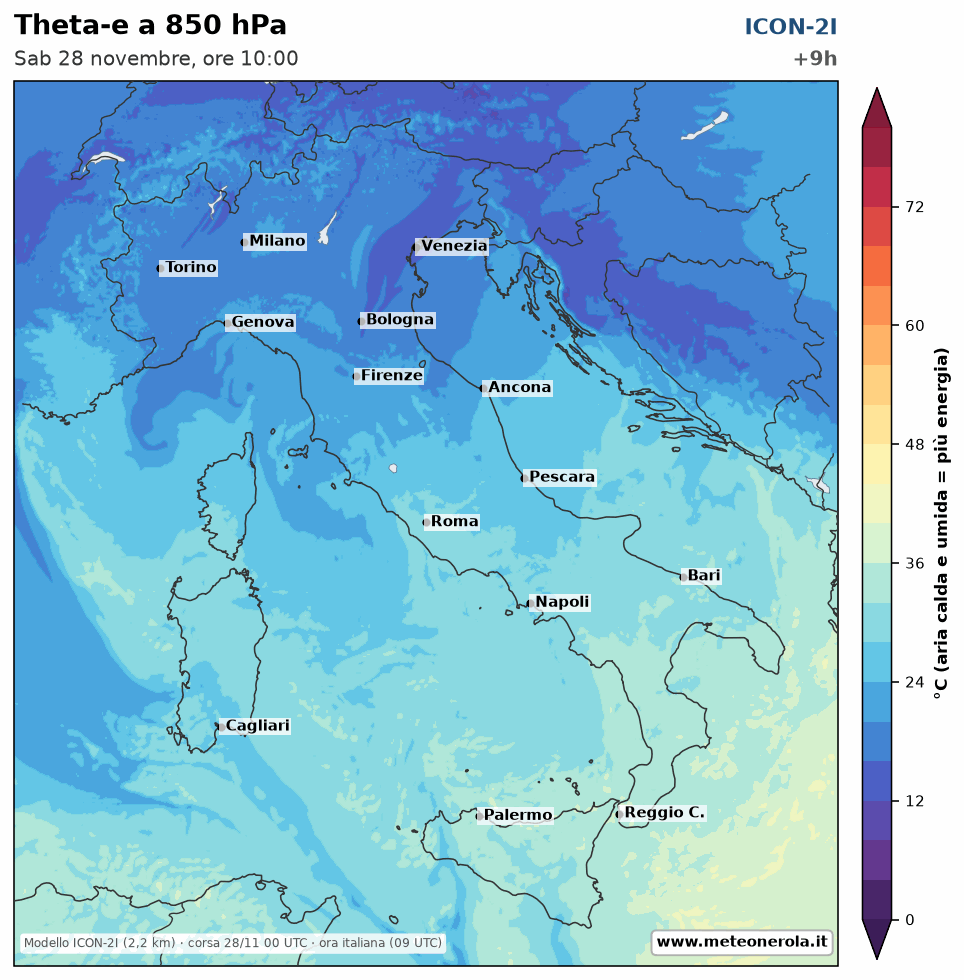 Theta-e a 850 hPa
ICON-2I
Sab 28 novembre, ore 10:00
+9h
72
60
48
36
24
12
0
°C (aria calda e umida = più energia)
Milano
Venezia
Torino
Genova
Bologna
Firenze
Ancona
Pescara
Roma
Bari
Napoli
Cagliari
Palermo
Reggio C.
Modello ICON-2I (2,2 km) · corsa 28/11 00 UTC · ora italiana (09 UTC)
www.meteonerola.it